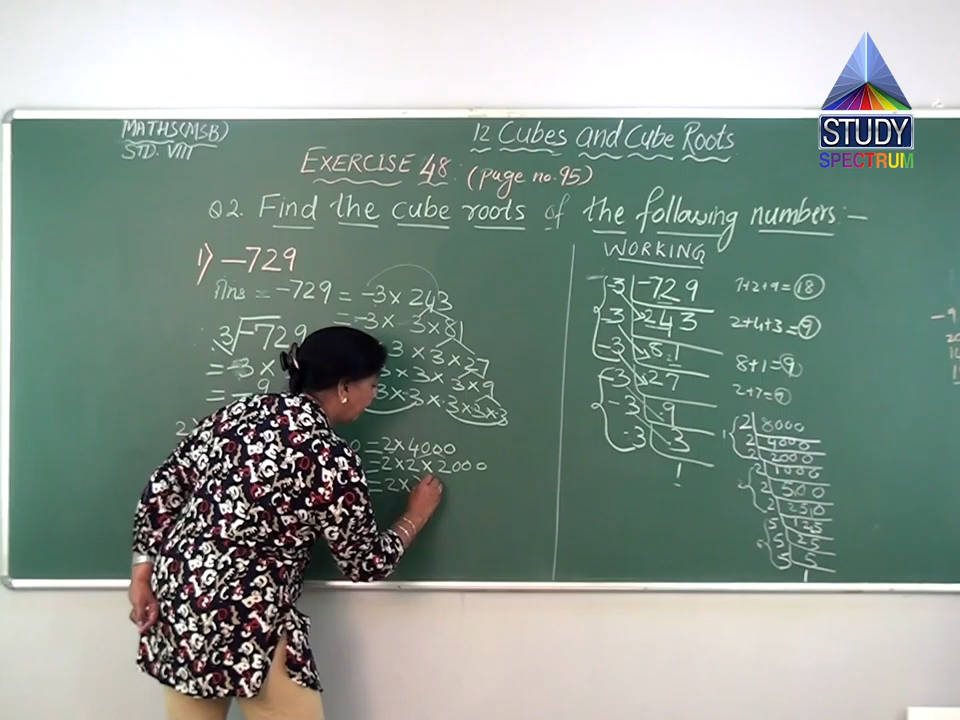 STUDY
SPECTRUM
MATHS(MSB)
STD. VIII
12 Cubes and Cube Roots
EXERCISE 48: (page no. 95)
Q2. Find the cube roots of the following numbers:-
1) -729
Ans = -729 = -3 x 243
= -3 x -3 x 81
3 x 3 x 27
3 x 3 x 3 x 9
3 x 3 x 3 x 3 x 3
3√-729
= -3 x
= -9
= 2 x 4000
= 2 x 2 x 2000
= 2 x
WORKING
-3 -729
-3 243
-3 81
-3 27
-3 9
-3 3
1
7+2+9=18
2+4+3=9
8+1=9
2+7=9
2 8000
2 4000
2 2000
2 1000
2 500
2 250
5 125
5 25
5 5
1